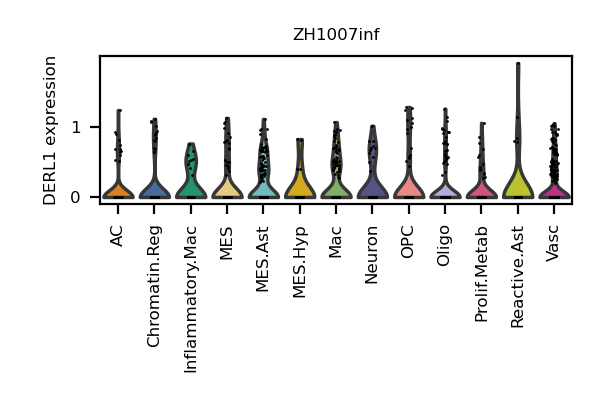 ZH1007inf
DERL1 expression
1
0
AC
Chromatin.Reg
Inflammatory.Mac
MES
MES.Ast
MES.Hyp
Mac
Neuron
OPC
Oligo
Prolif.Metab
Reactive.Ast
Vasc